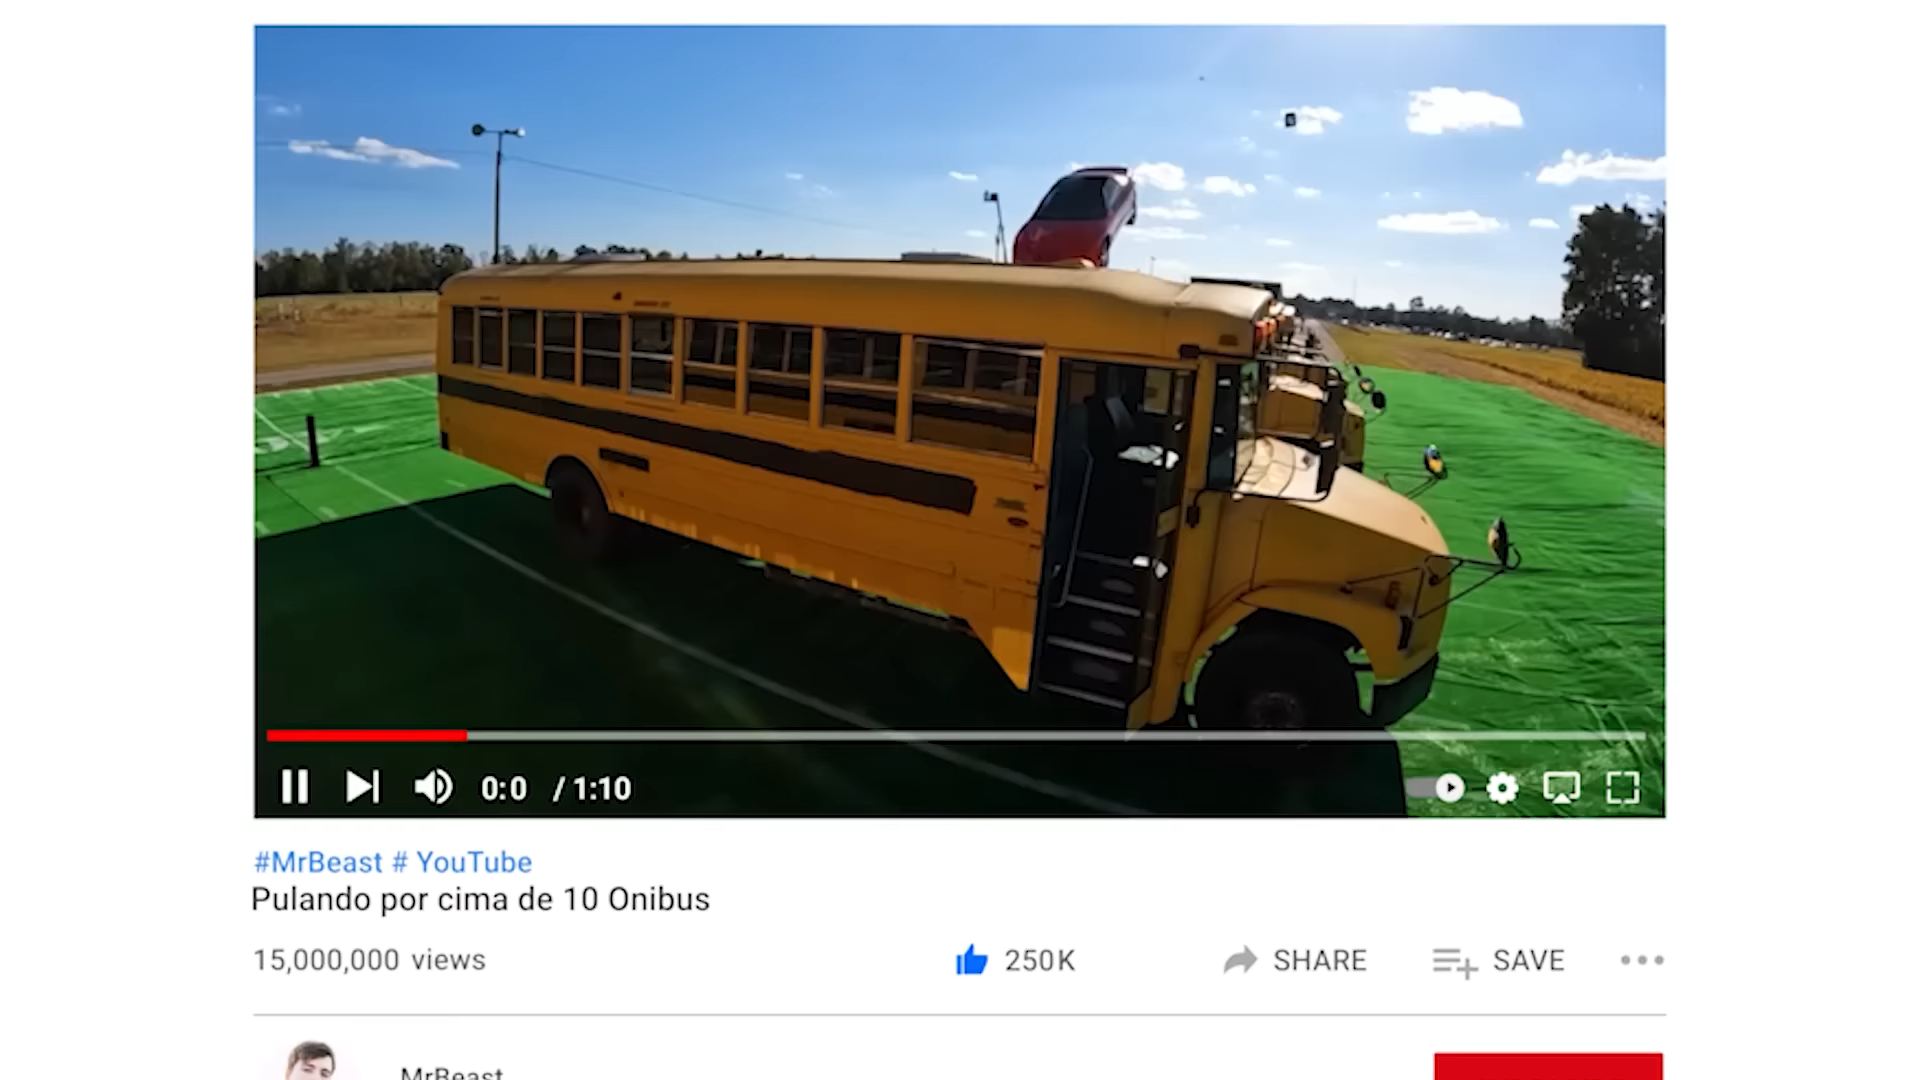 0:0 / 1:10
#MrBeast # YouTube
Pulando por cima de 10 Onibus
15,000,000 views
250K
SHARE
SAVE
MrBeast